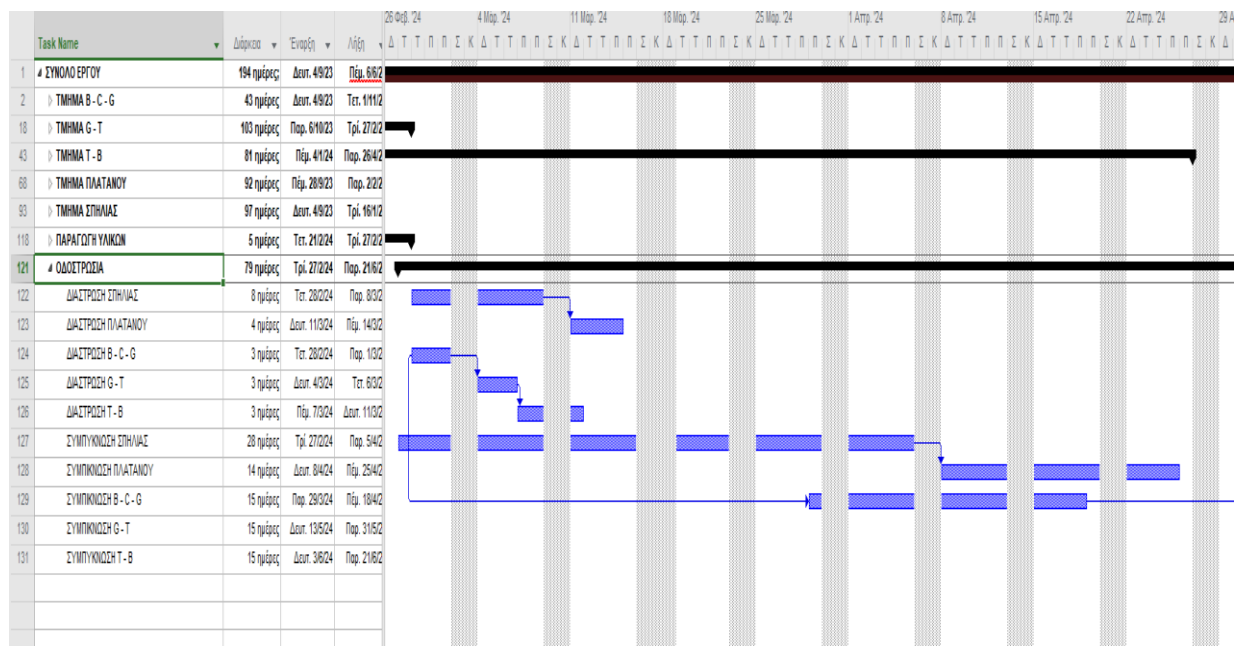 26 Φεβ. '24 4 Μαρ. '24 11 Μαρ. '24 18 Μαρ. '24 25 Μαρ. '24 1 Απρ. '24 8 Απρ. '24 15 Απρ. '24 22 Απρ. '24 29 Α
Task Name Διάρκεια Έναρξη Λήξη Δ Τ Τ Π Π Σ Κ Δ Τ Τ Π Π Σ Κ Δ Τ Τ Π Π Σ Κ Δ Τ Τ Π Π Σ Κ Δ Τ Τ Π Π Σ Κ Δ Τ Τ Π Π Σ Κ Δ Τ Τ Π Π Σ Κ Δ Τ Τ Π Π Σ Κ Δ Τ Τ Π Π Σ Κ Δ
1 ΣΥΝΟΛΟ ΕΡΓΟΥ 194 ημέρες; Δευτ. 4/9/23 Πέμ. 6/6/2
2 ΤΜΗΜΑ B - C - G 43 ημέρες Δευτ. 4/9/23 Τετ. 1/11/2
18 ΤΜΗΜΑ G - T 103 ημέρες Παρ. 6/10/23 Τρί. 27/2/2
43 ΤΜΗΜΑ T - B 81 ημέρες Πέμ. 4/1/24 Παρ. 26/4/2
68 ΤΜΗΜΑ ΠΛΑΤΑΝΟΥ 92 ημέρες Πέμ. 28/9/23 Παρ. 2/2/2
93 ΤΜΗΜΑ ΣΠΗΛΙΑΣ 97 ημέρες Δευτ. 4/9/23 Τρί. 16/1/2
118 ΠΑΡΑΓΩΓΗ ΥΛΙΚΩΝ 5 ημέρες Τετ. 21/2/24 Τρί. 27/2/2
121 ΟΔΟΣΤΡΩΣΙΑ 79 ημέρες Τρί. 27/2/24 Παρ. 21/6/2
122 ΔΙΑΣΤΡΩΣΗ ΣΠΗΛΙΑΣ 8 ημέρες Τετ. 28/2/24 Παρ. 8/3/2
123 ΔΙΑΣΤΡΩΣΗ ΠΛΑΤΑΝΟΥ 4 ημέρες Δευτ. 11/3/24 Πέμ. 14/3/2
124 ΔΙΑΣΤΡΩΣΗ B - C - G 3 ημέρες Τετ. 28/2/24 Παρ. 1/3/2
125 ΔΙΑΣΤΡΩΣΗ G - T 3 ημέρες Δευτ. 4/3/24 Τετ. 6/3/2
126 ΔΙΑΣΤΡΩΣΗ T - B 3 ημέρες Πέμ. 7/3/24 Δευτ. 11/3/2
127 ΣΥΜΠΥΚΝΩΣΗ ΣΠΗΛΙΑΣ 28 ημέρες Τρί. 27/2/24 Παρ. 5/4/2
128 ΣΥΜΠΙΚΝΩΣΗ ΠΛΑΤΑΝΟΥ 14 ημέρες Δευτ. 8/4/24 Πέμ. 25/4/2
129 ΣΥΜΠΙΚΝΩΣΗ B - C - G 15 ημέρες Παρ. 29/3/24 Πέμ. 18/4/2
130 ΣΥΜΠΥΚΝΩΣΗ G - T 15 ημέρες Δευτ. 13/5/24 Παρ. 31/5/2
131 ΣΥΜΠΥΚΝΩΣΗ T - B 15 ημέρες Δευτ. 3/6/24 Παρ. 21/6/2